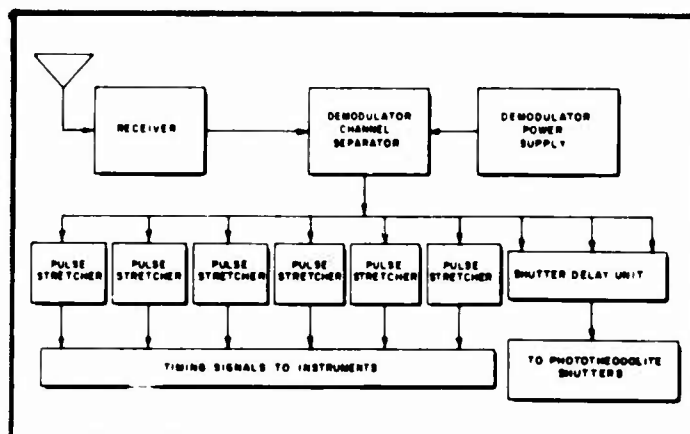 RECEIVER
DEMODULATOR
CHANNEL
SEPARATOR
DEMODULATOR
POWER
SUPPLY
PULSE
STRETCHER
PULSE
STRETCHER
PULSE
STRETCHER
PULSE
STRETCHER
PULSE
STRETCHER
PULSE
STRETCHER
SHUTTER DELAY UNIT
TIMING SIGNALS TO INSTRUMENTS
TO PHOTOTHEODOLITE
SHUTTERS